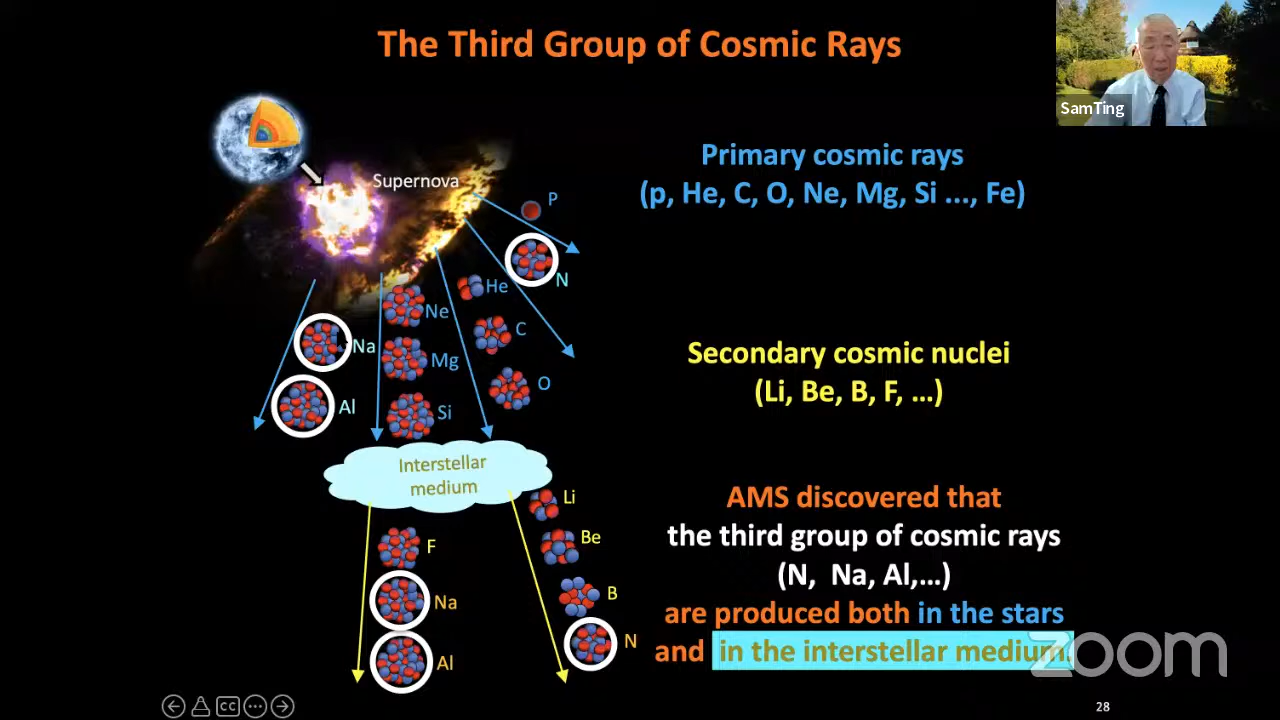 The Third Group of Cosmic Rays
SamTing
Supernova
P
N
He
Ne
C
Na
Mg
O
Al
Si
Interstellar
medium
Li
F
Be
Na
B
Al
N
Primary cosmic rays
(p, He, C, O, Ne, Mg, Si ..., Fe)
Secondary cosmic nuclei
(Li, Be, B, F, ...)
AMS discovered that
the third group of cosmic rays
(N, Na, Al,...)
are produced both in the stars
and in the interstellar medium.
zoom
CC
28